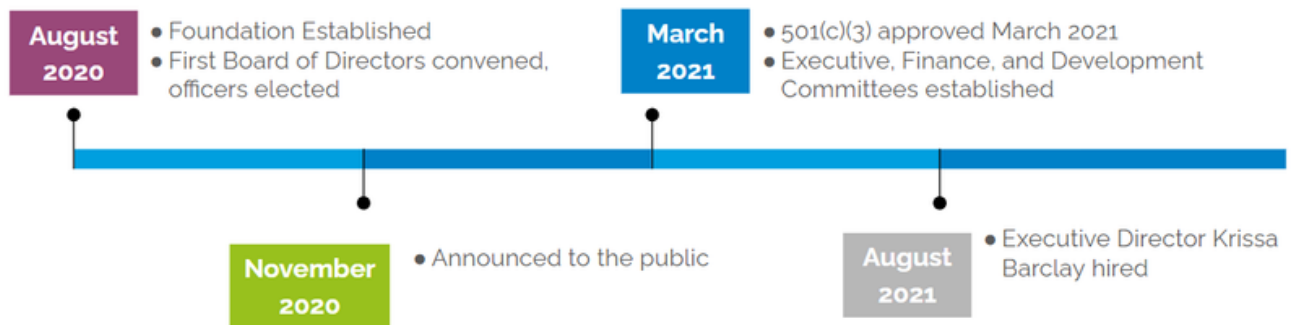 August
2020
● Foundation Established
● First Board of Directors convened,
officers elected
March
2021
● 501(c)(3) approved March 2021
● Executive, Finance, and Development
Committees established
November
2020
● Announced to the public
August
2021
● Executive Director Krissa
Barclay hired